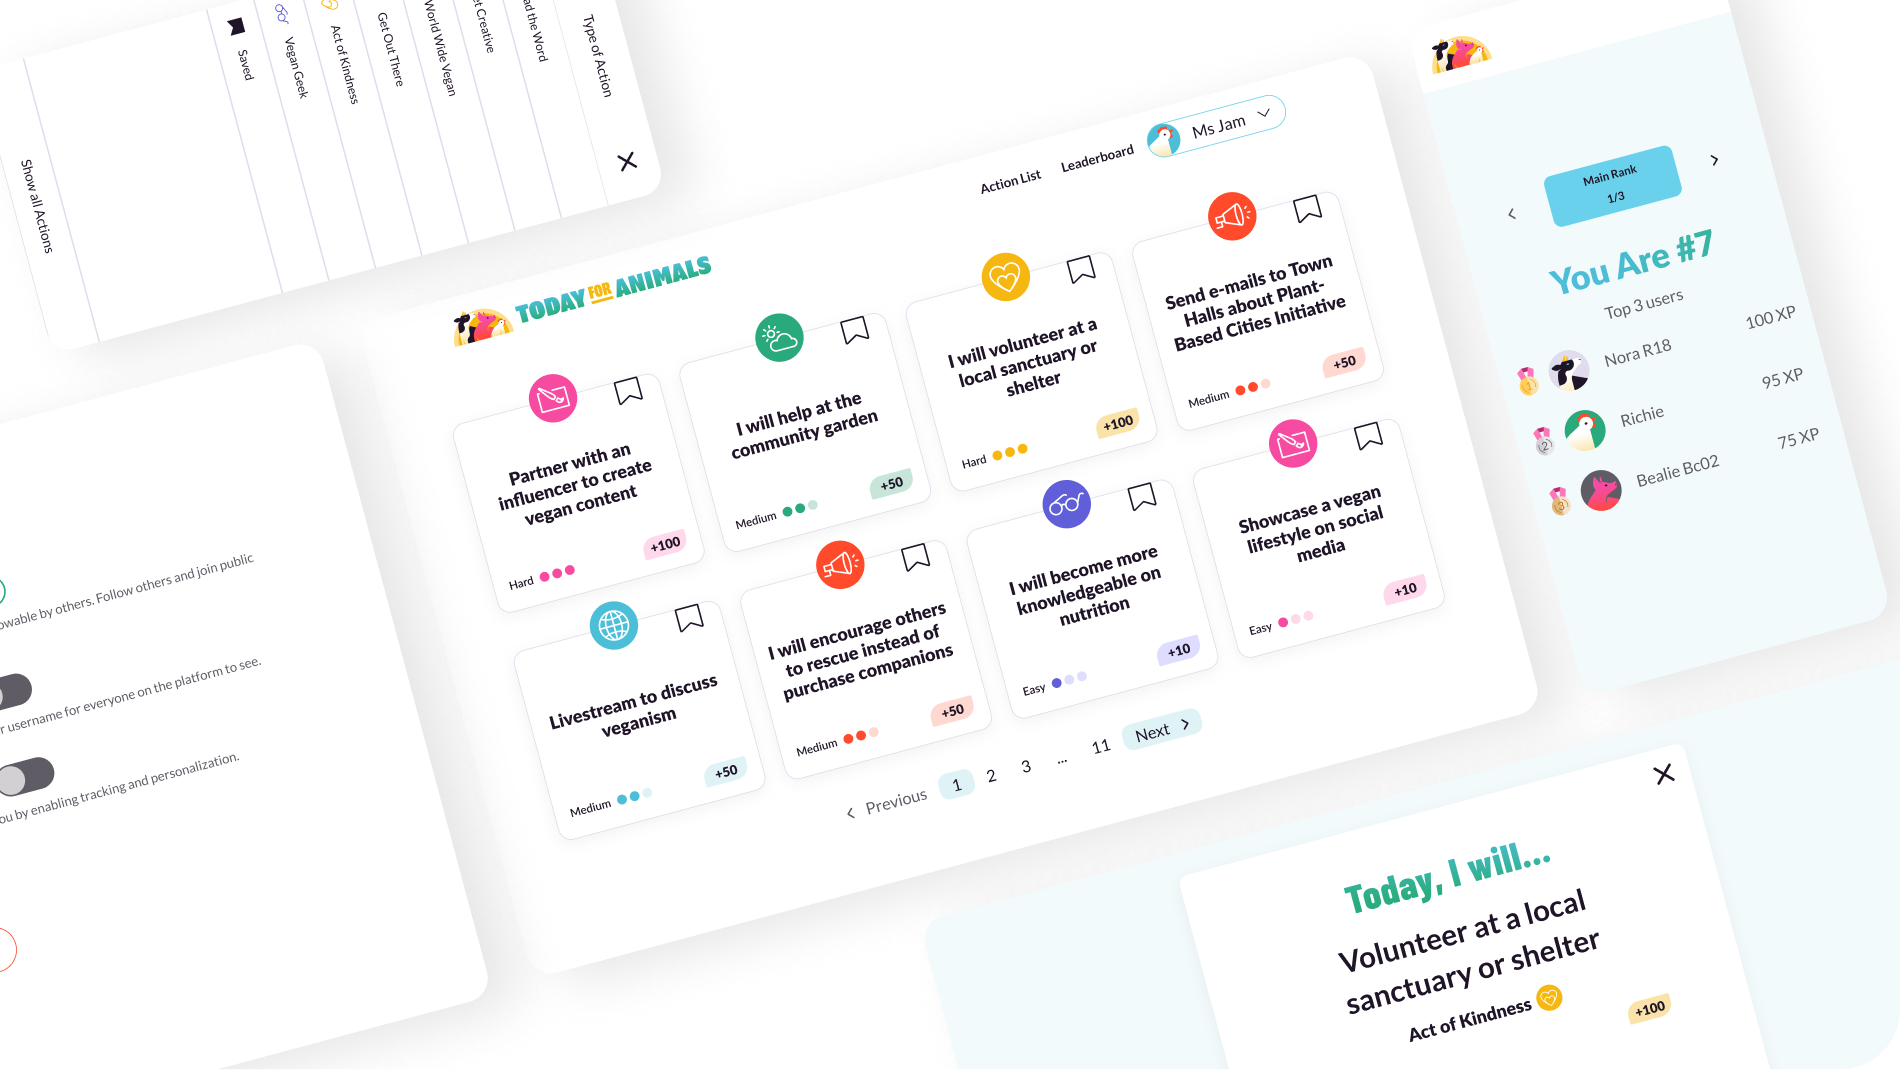 Saved
Vegan Geek
Act of Kindness
Get Out There
World Wide Vegan
t Creative
ad the Word
Type of Action
Show all Actions
owable by others. Follow others and join public
r username for everyone on the platform to see.
ou by enabling tracking and personalization.
TODAY FOR ANIMALS
Action List
Leaderboard
Ms Jam
Partner with an
influencer to create
vegan content
Hard
+100
I will help at the
community garden
Medium
+50
I will volunteer at a
local sanctuary or
shelter
Hard
+100
Send e-mails to Town
Halls about Plant-
Based Cities Initiative
Medium
+50
Livestream to discuss
veganism
Medium
+50
I will encourage others
to rescue instead of
purchase companions
Medium
+50
I will become more
knowledgeable on
nutrition
Easy
+10
Showcase a vegan
lifestyle on social
media
Easy
+10
Previous 1 2 3 ... 11 Next
Main Rank
1/3
You Are #7
Top 3 users
1 Nora R18 100 XP
2 Richie 95 XP
3 Bealie Bc02 75 XP
Today, I will...
Volunteer at a local
sanctuary or shelter
Act of Kindness
+100